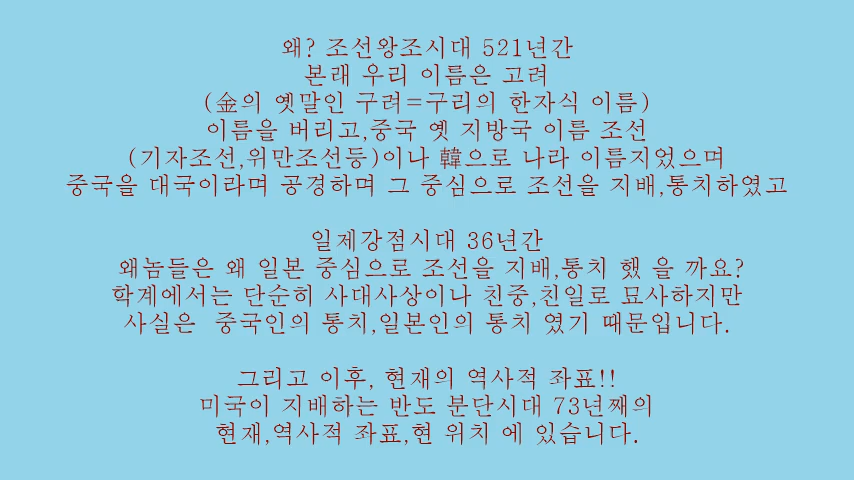 왜? 조선왕조시대 521년간
본래 우리 이름은 고려
(金의 옛말인 구려=구리의 한자식 이름)
이름을 버리고,중국 옛 지방국 이름 조선
(기자조선,위만조선등)이나 韓으로 나라 이름지었으며
중국을 대국이라며 공경하며 그 중심으로 조선을 지배,통치하였고
일제강점시대 36년간
왜놈들은 왜 일본 중심으로 조선을 지배,통치 했 을 까요?
학계에서는 단순히 사대사상이나 친중,친일로 묘사하지만
사실은 중국인의 통치,일본인의 통치 였기 때문입니다.
그리고 이후, 현재의 역사적 좌표!!
미국이 지배하는 반도 분단시대 73년째의
현재,역사적 좌표,현 위치 에 있습니다.